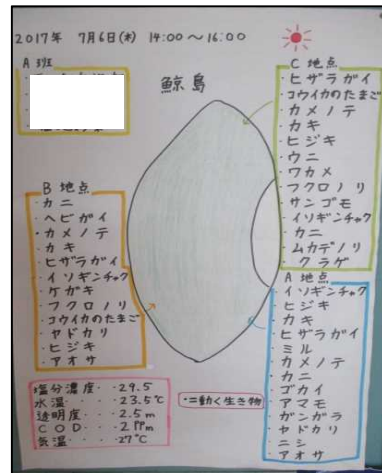 2017年 7月6日(木) 14:00～16:00
A班
鯨島
C 地点
・ヒザラガイ
・コウイカのたまご
・カメノテ
・カキ
・ヒジキ
・ウニ
・ワカメ
・フクロノリ
・サンゴモ
・イソギンチャク
・カニ
・ムカデノリ
・クラゲ
B 地点
・カニ
・ヘビガイ
・カメノテ
・カキ
・ヒザラガイ
・イソギンチャク
・ケガキ
・フクロノリ
・コウイカのたまご
・ヤドカリ
・ヒジキ
・アオサ
A 地点
・イソギンチャク
・ヒジキ
・カキ
・ヒザラガイ
・ミル
・カメノテ
・カニ
・ゴカイ
・アマモ
・ガンガラ
・ヤドカリ
・ニシ
・アオサ
塩分濃度・・29.5
水温・・・23.5℃
透明度・・2.5m
COD・・・2ppm
気温・・・27℃
・=動く生き物